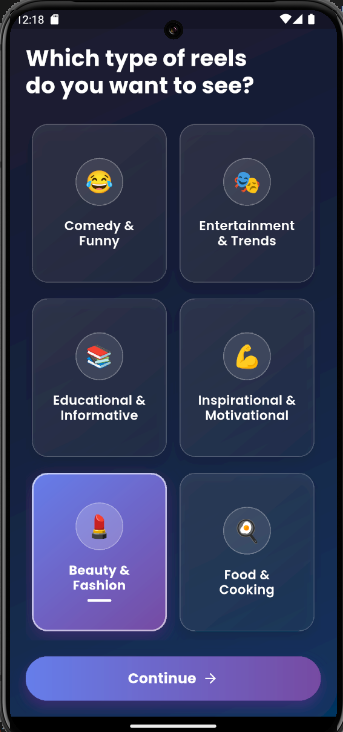 12:18
Which type of reels
do you want to see?
Comedy &
Funny
Entertainment
& Trends
Educational &
Informative
Inspirational &
Motivational
Beauty &
Fashion
Food &
Cooking
Continue →